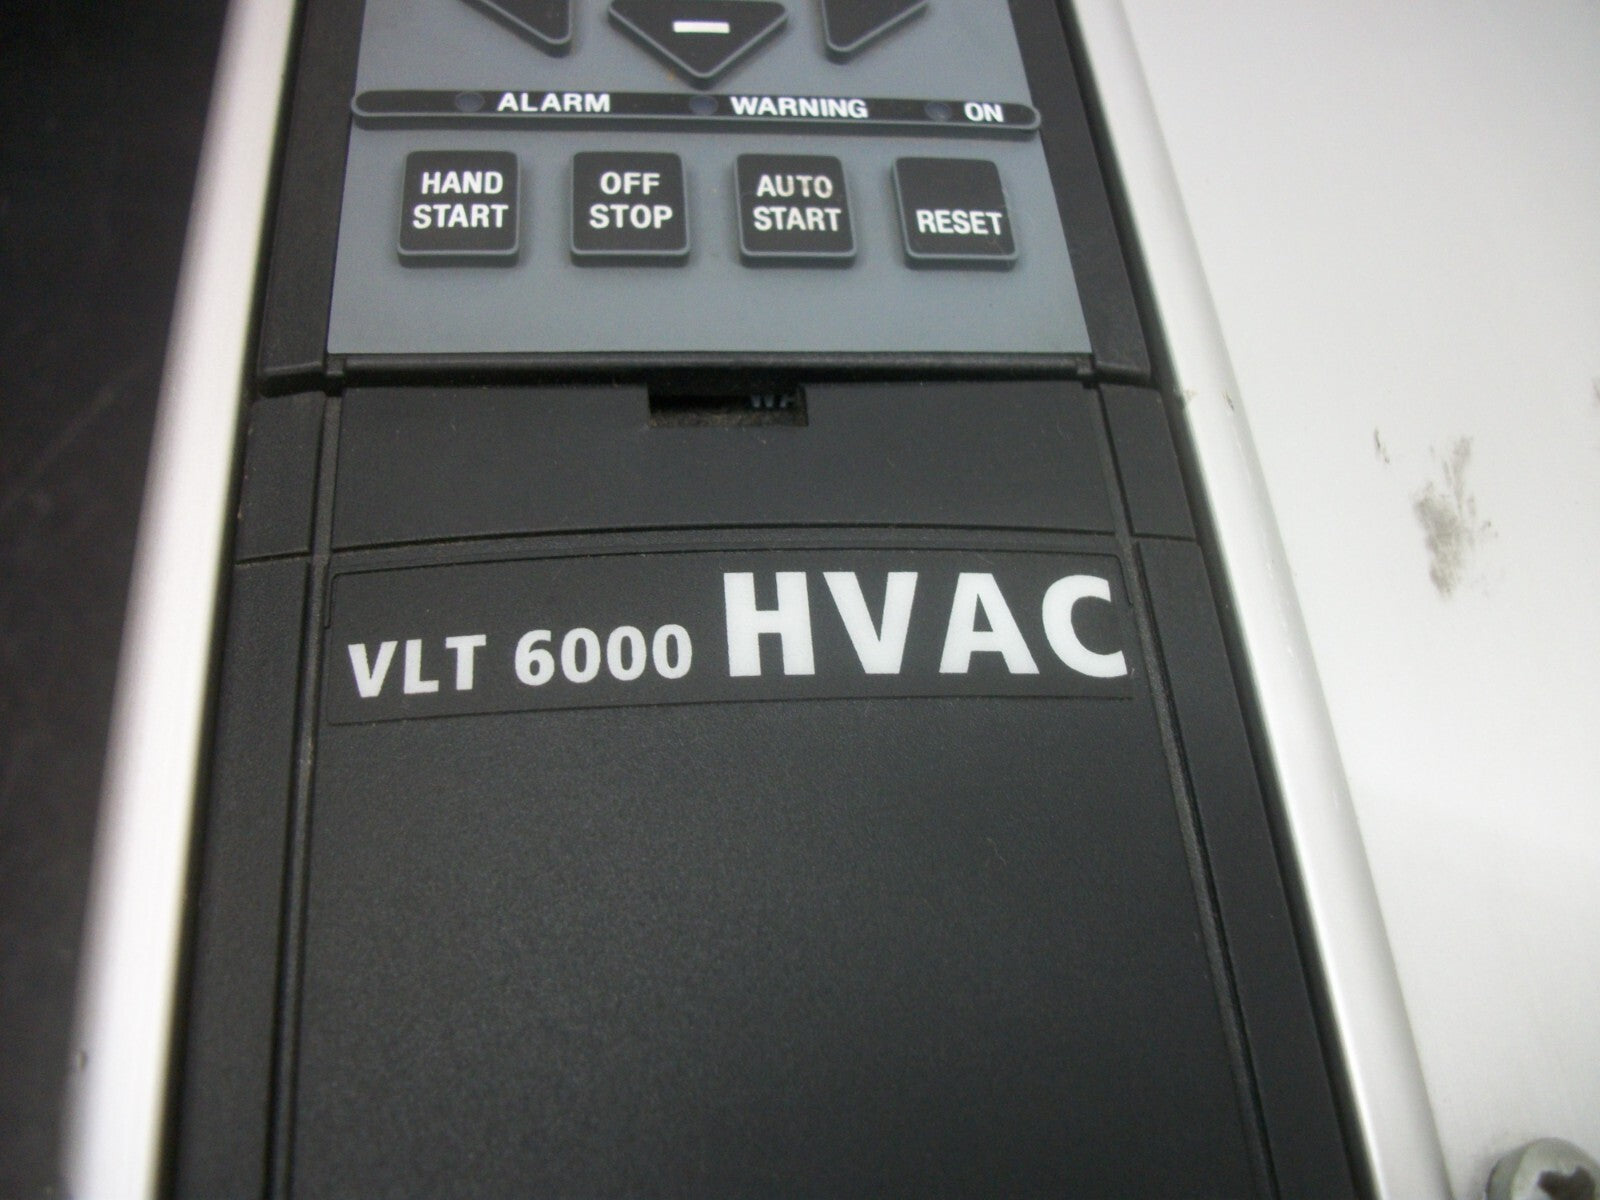 −
ALARM WARNING ON
HAND START
OFF STOP
AUTO START
RESET
VLT 6000 HVAC